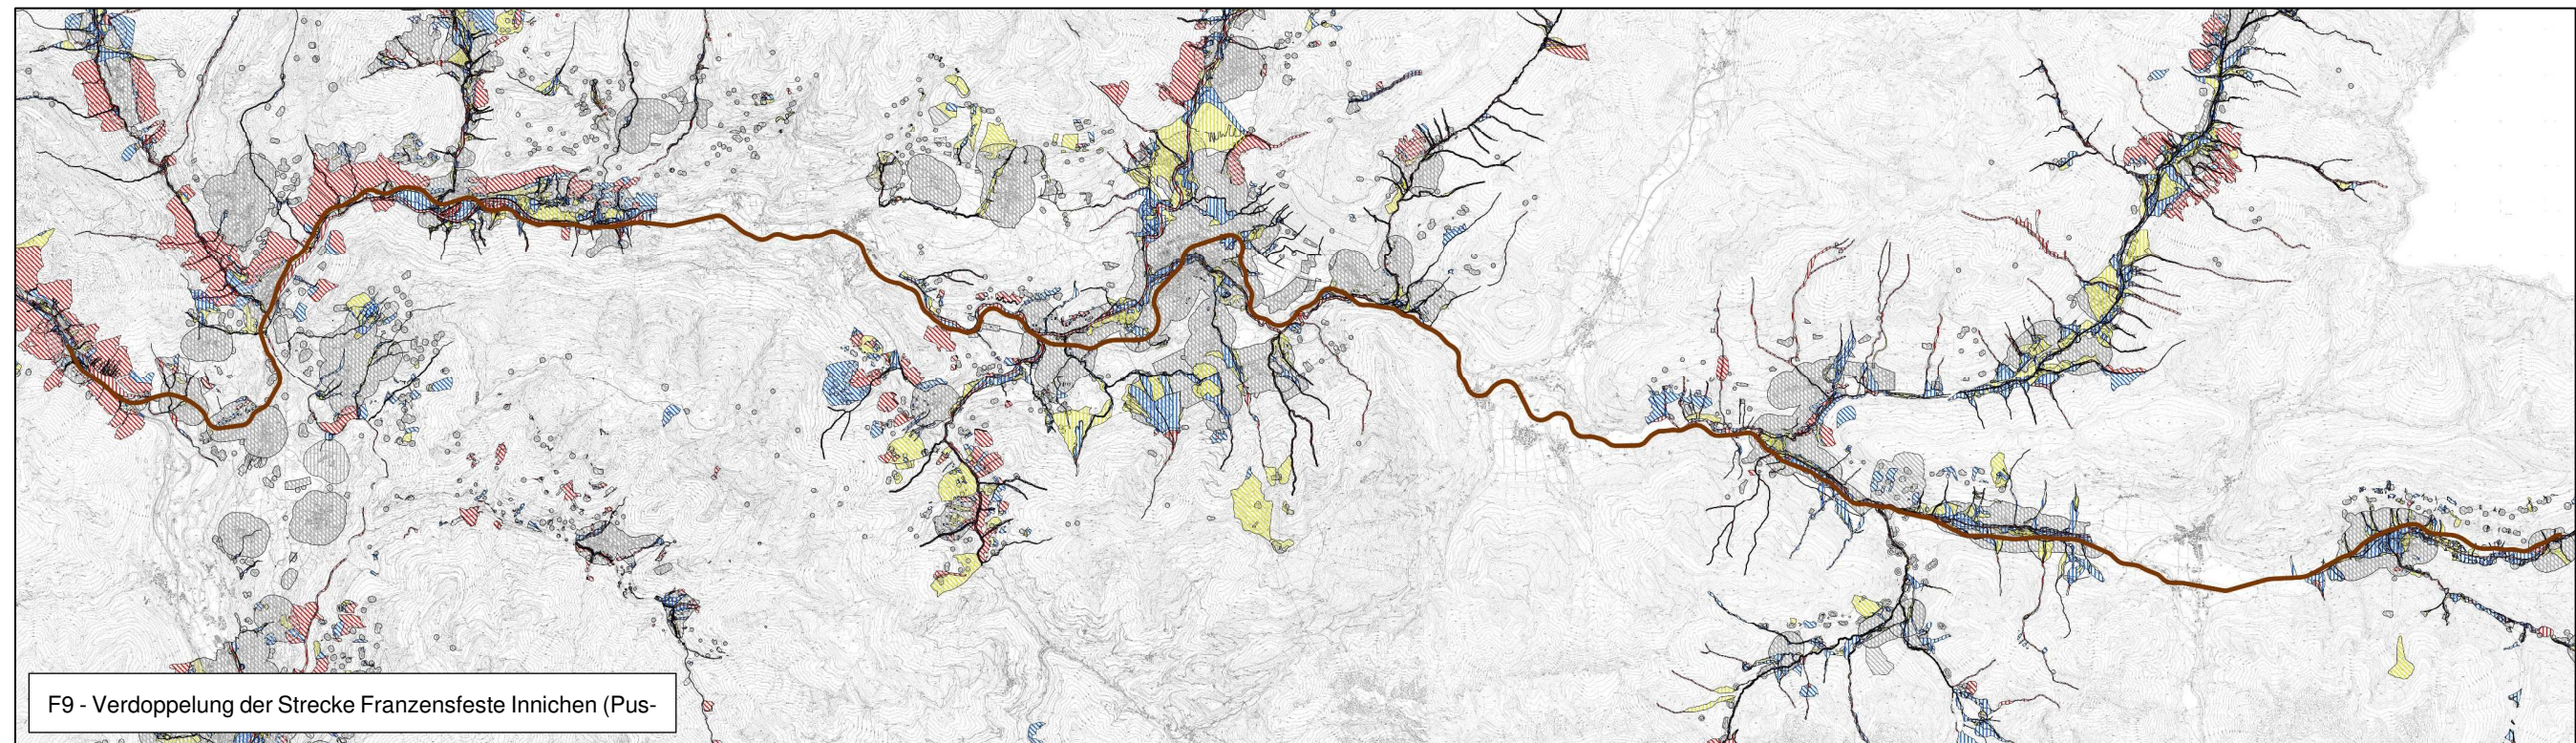 F9 - Verdoppelung der Strecke Franzensfeste Innichen (Pus-